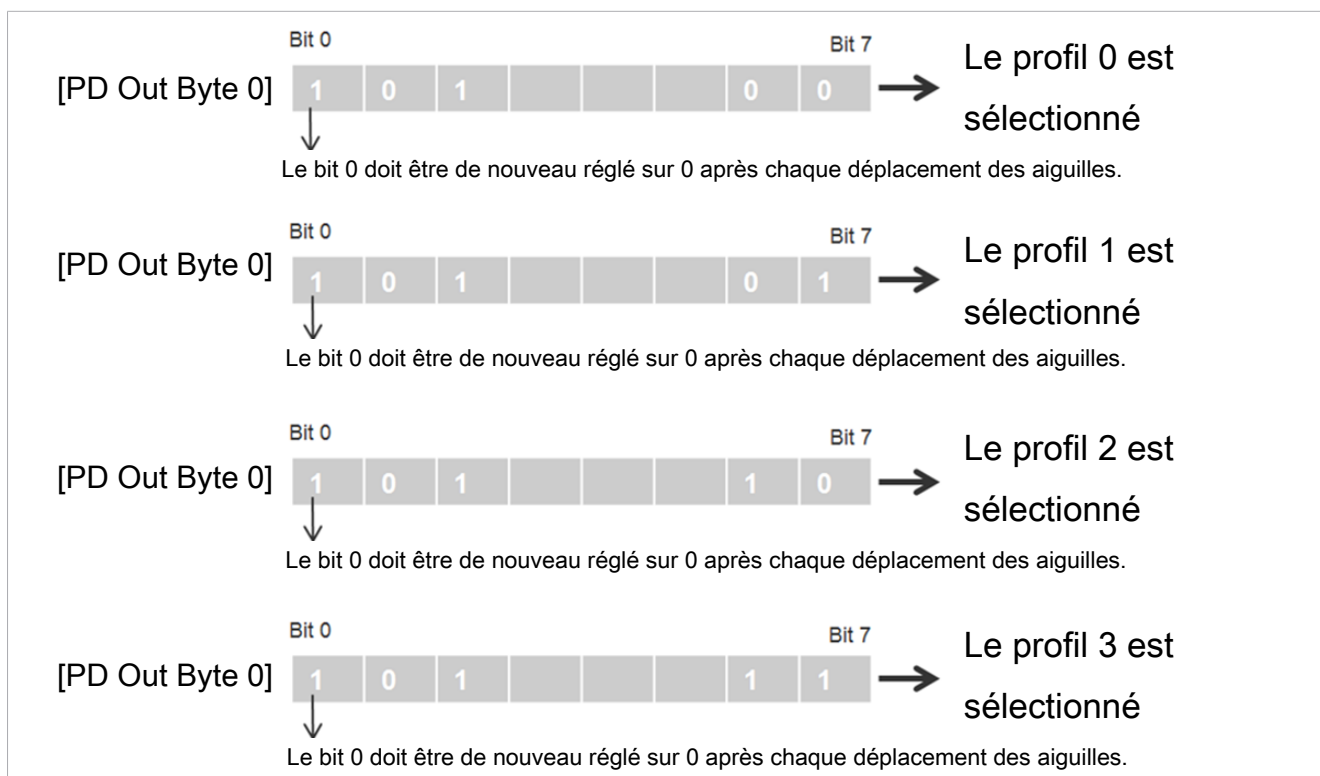 Bit 0 Bit 7
[PD Out Byte 0] 1 0 1 0 0 Le profil 0 est
sélectionné
Le bit 0 doit être de nouveau réglé sur 0 après chaque déplacement des aiguilles.
Bit 0 Bit 7
[PD Out Byte 0] 1 0 1 0 1 Le profil 1 est
sélectionné
Le bit 0 doit être de nouveau réglé sur 0 après chaque déplacement des aiguilles.
Bit 0 Bit 7
[PD Out Byte 0] 1 0 1 1 0 Le profil 2 est
sélectionné
Le bit 0 doit être de nouveau réglé sur 0 après chaque déplacement des aiguilles.
Bit 0 Bit 7
[PD Out Byte 0] 1 0 1 1 1 Le profil 3 est
sélectionné
Le bit 0 doit être de nouveau réglé sur 0 après chaque déplacement des aiguilles.